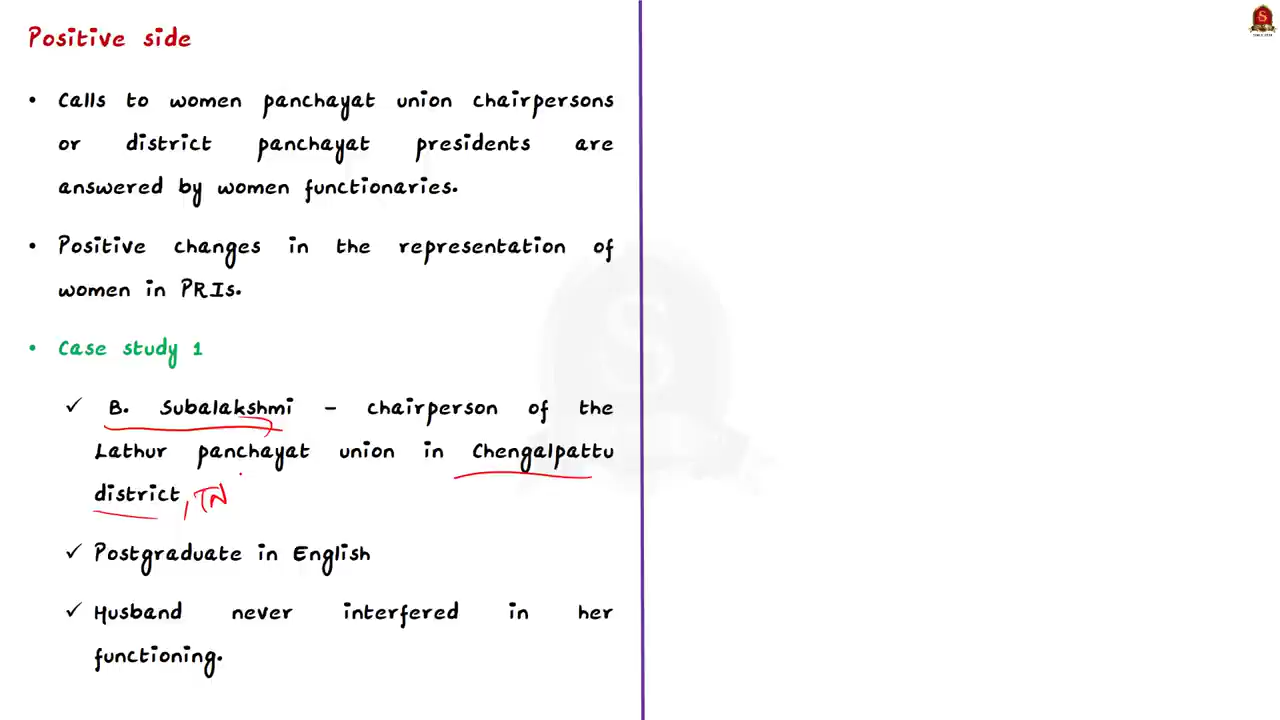 Positive side
• Calls to women panchayat union chairpersons
or district panchayat presidents are
answered by women functionaries.
• Positive changes in the representation of
women in PRIs.
• Case study 1
✓ B. Subalakshmi - chairperson of the
Lathur panchayat union in Chengalpattu
district, TN
✓ Postgraduate in English
✓ Husband never interfered in her
functioning.